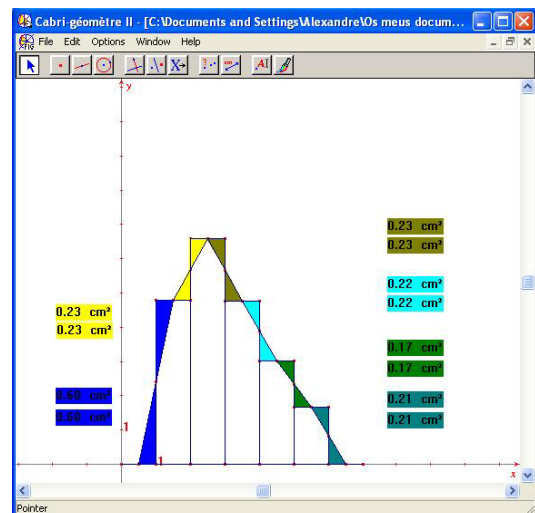 Cabri-géomètre II - [C:\Documents and Settings\Alexandre\Os meus docum...
File Edit Options Window Help
y
0.23 cm²
0.23 cm²
0.22 cm²
0.22 cm²
0.23 cm²
0.23 cm²
0.17 cm²
0.17 cm²
0.60 cm²
0.60 cm²
0.21 cm²
0.21 cm²
1
1
x
Pointer